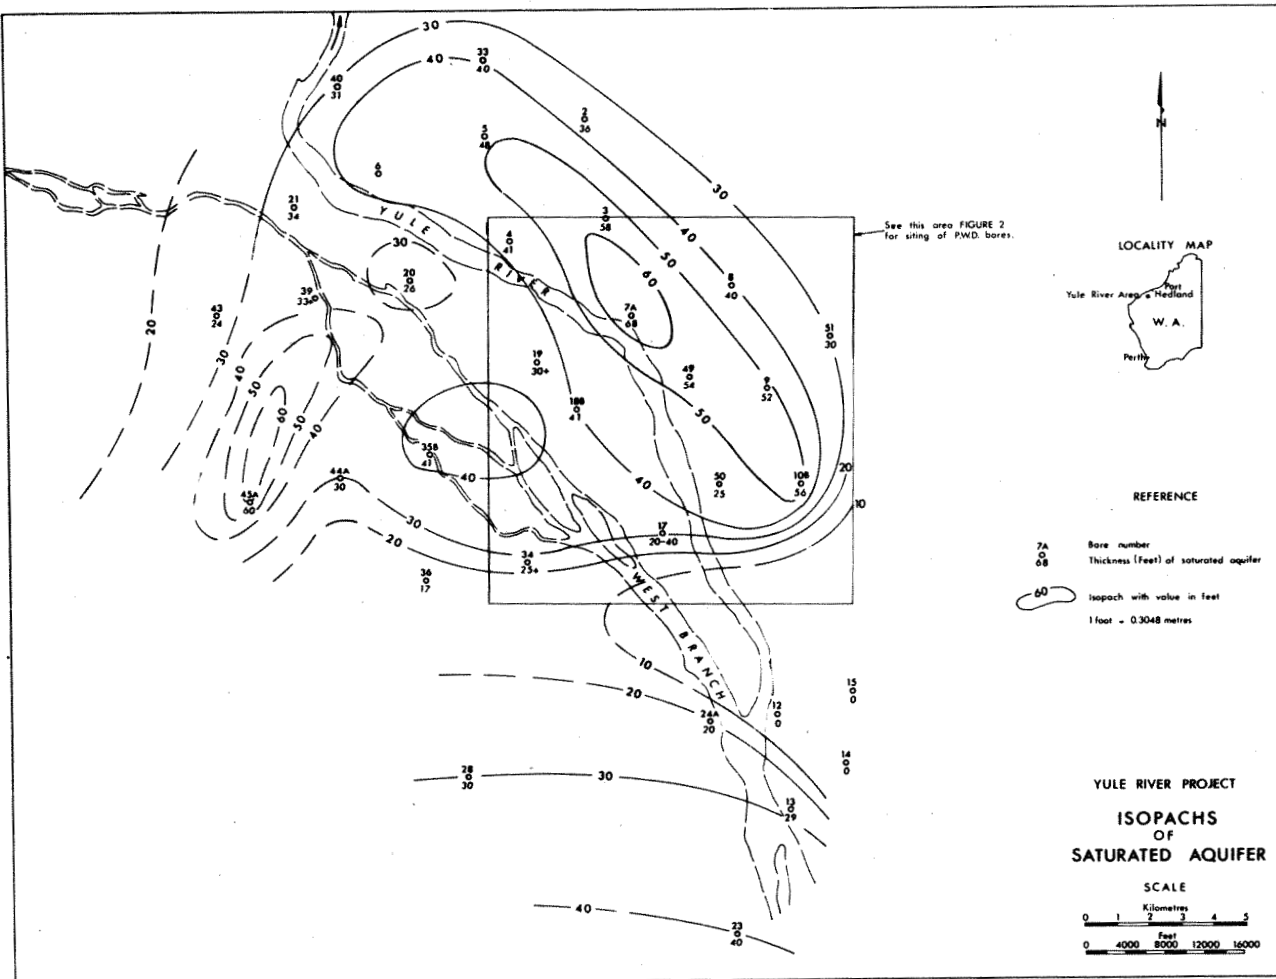 30
40
33
40
40
31
2
36
5
48
6
30
21
34
YULE
RIVER
3
58
4
41
40
See this area FIGURE 2
for siting of P.W.D. bores.
N
LOCALITY MAP
Port
Yule River Area Hedland
W. A.
Perth
30
20
26
50
60
8
40
39
33+
43
24
20
7A
68
51
30
30
40
50
60
50
40
19
30+
49
54
9
52
18B
41
50
35B
41
40
44A
30
45A
60
40
50
25
10B
56
20
10
REFERENCE
30
20
17
20-40
34
25+
36
17
7A
68
Bore number
Thickness (Feet) of saturated aquifer
60
Isopach with value in feet
1 foot = 0.3048 metres
WEST BRANCH
10
20
24A
20
12
0
15
0
14
0
28
30
30
13
29
40
23
40
YULE RIVER PROJECT
ISOPACHS
OF
SATURATED AQUIFER
SCALE
Kilometres
0 1 2 3 4 5
Feet
0 4000 8000 12000 16000